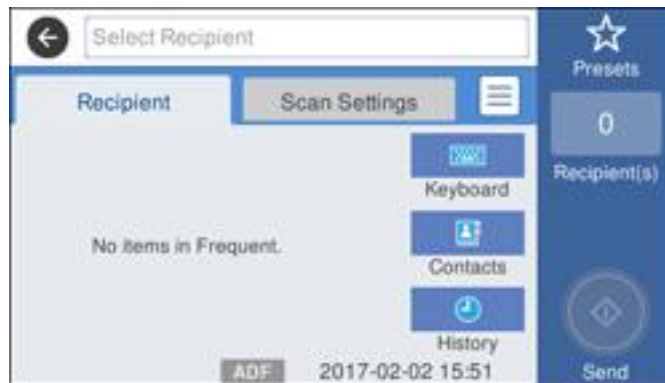 Select Recipient
Presets
Recipient
Scan Settings
0
Recipient(s)
Keyboard
No items in Frequent.
Contacts
History
ADF
2017-02-02 15:51
Send